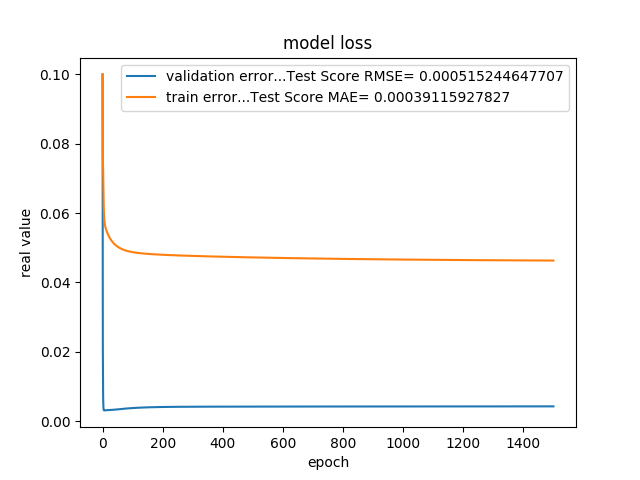 model loss
validation error...Test Score RMSE= 0.000515244647707
train error...Test Score MAE= 0.00039115927827
0.10
0.08
0.06
0.04
0.02
0.00
real value
0 200 400 600 800 1000 1200 1400
epoch